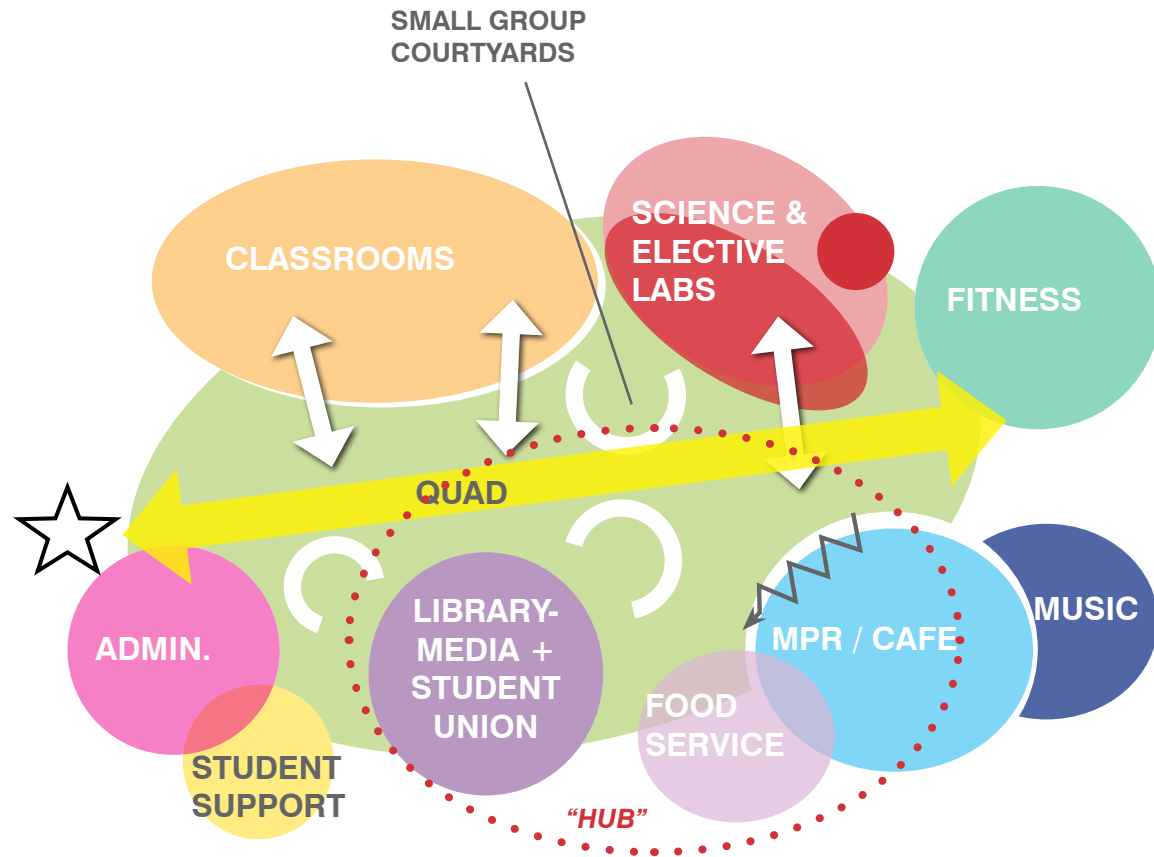 SMALL GROUP
COURTYARDS
SCIENCE &
ELECTIVE
LABS
CLASSROOMS
FITNESS
QUAD
LIBRARY-
MEDIA +
STUDENT
UNION
MUSIC
MPR / CAFE
ADMIN.
FOOD
SERVICE
STUDENT
SUPPORT
“HUB”